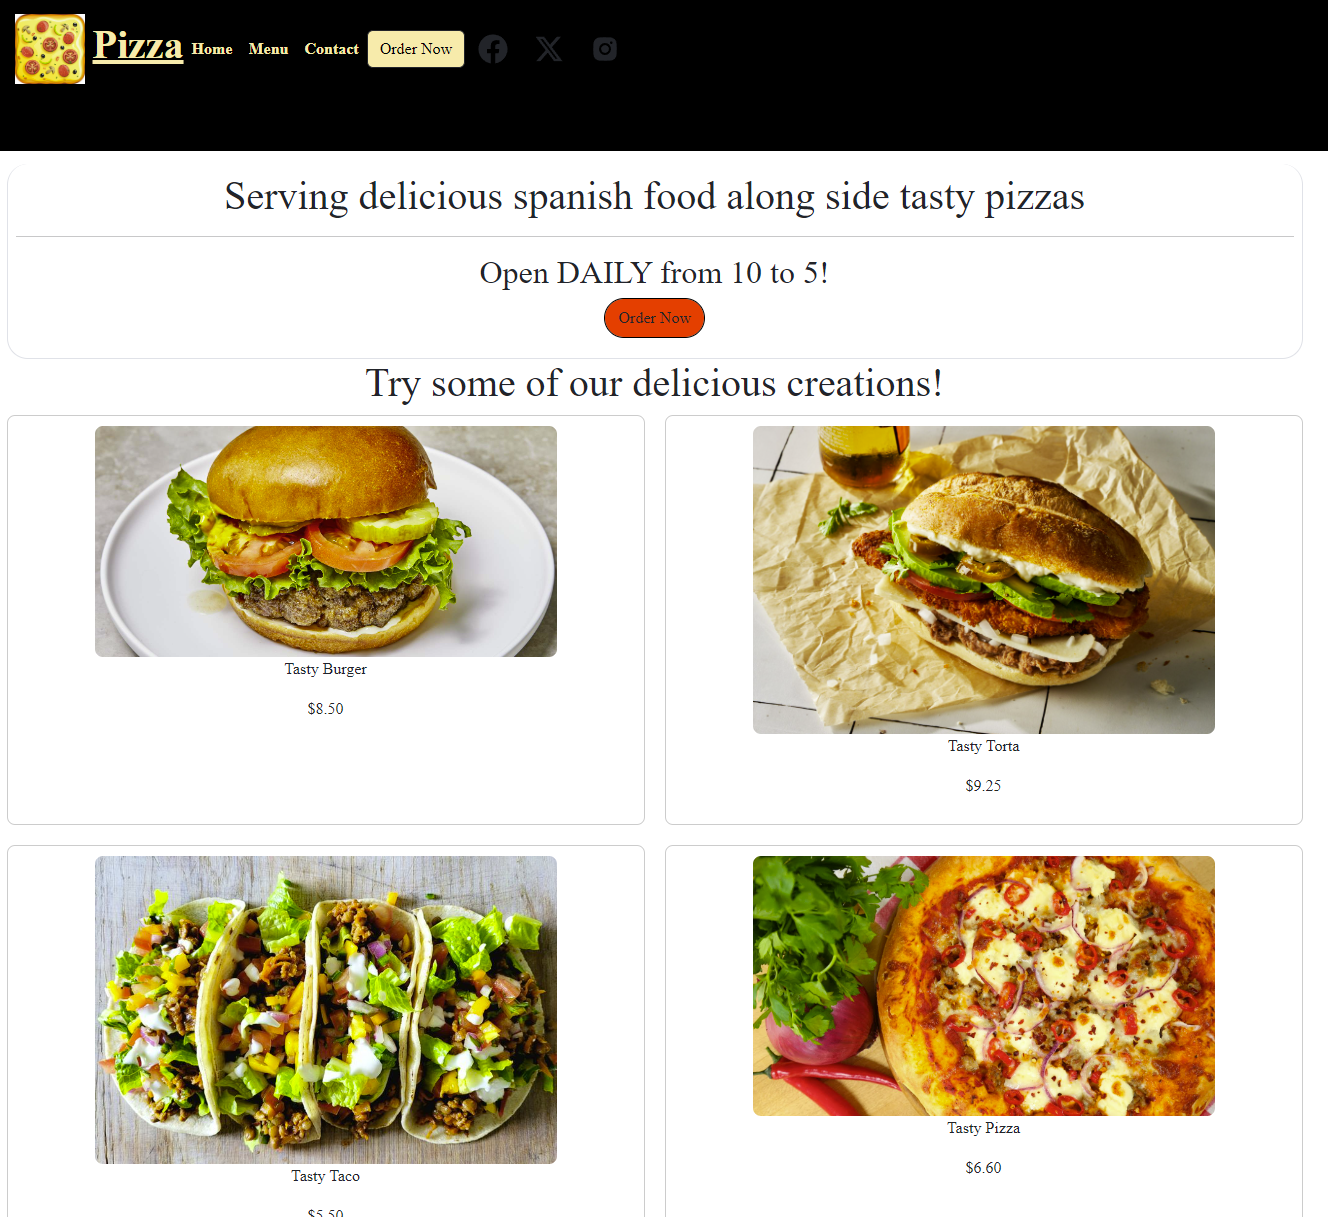 Pizza Home Menu Contact Order Now
Serving delicious spanish food along side tasty pizzas
Open DAILY from 10 to 5!
Order Now
Try some of our delicious creations!
Tasty Burger
$8.50
Tasty Torta
$9.25
Tasty Taco
$5.50
Tasty Pizza
$6.60